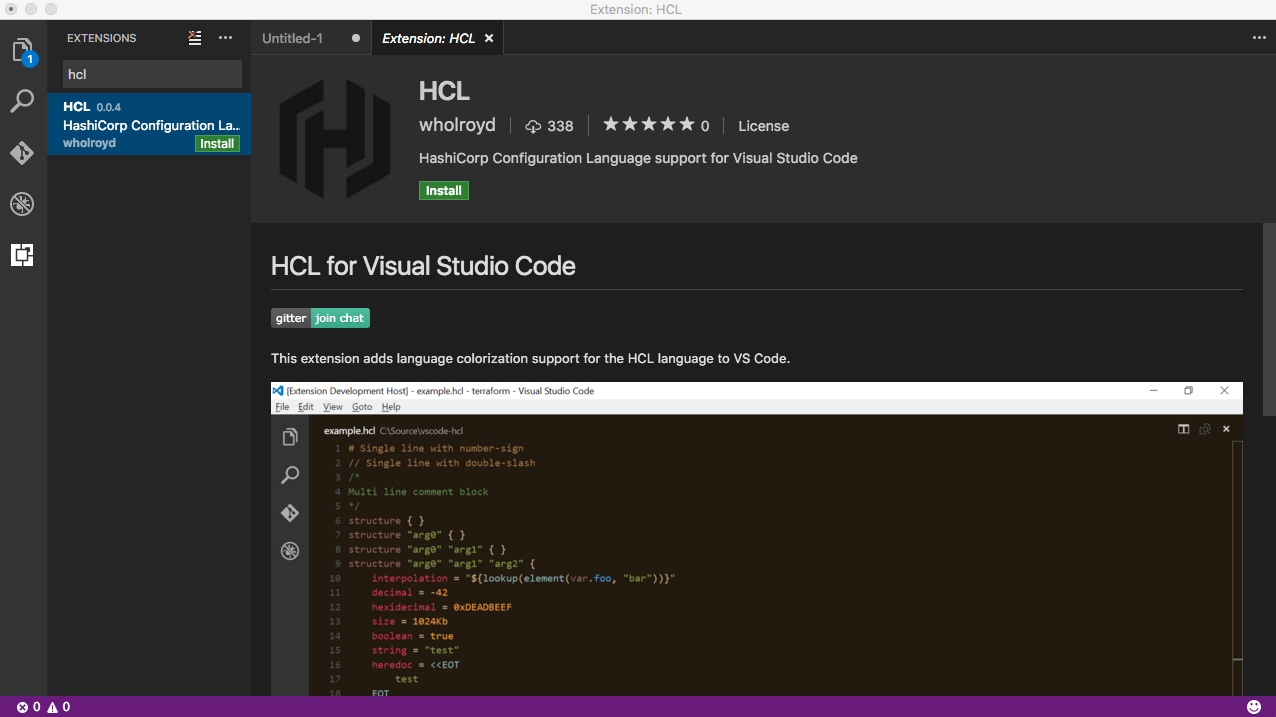 Extension: HCL
EXTENSIONS
Untitled-1
Extension: HCL
1
hcl
HCL 0.0.4
HashiCorp Configuration La...
wholroyd
Install
HCL
wholroyd
338
0
License
HashiCorp Configuration Language support for Visual Studio Code
Install
HCL for Visual Studio Code
gitter join chat
This extension adds language colorization support for the HCL language to VS Code.
[Extension Development Host] - example.hcl - terraform - Visual Studio Code
File Edit View Goto Help
example.hcl C:\Source\vscode-hcl
1 # Single line with number-sign
2 // Single line with double-slash
3 /*
4 Multi line comment block
5 */
6 structure { }
7 structure "arg0" { }
8 structure "arg0" "arg1" { }
9 structure "arg0" "arg1" "arg2" {
10 interpolation = "${lookup(element(var.foo, "bar"))}"
11 decimal = -42
12 hexidecimal = 0xDEADBEEF
13 size = 1024Kb
14 boolean = true
15 string = "test"
16 heredoc = <<EOT
17 test
18 EOT
0 0